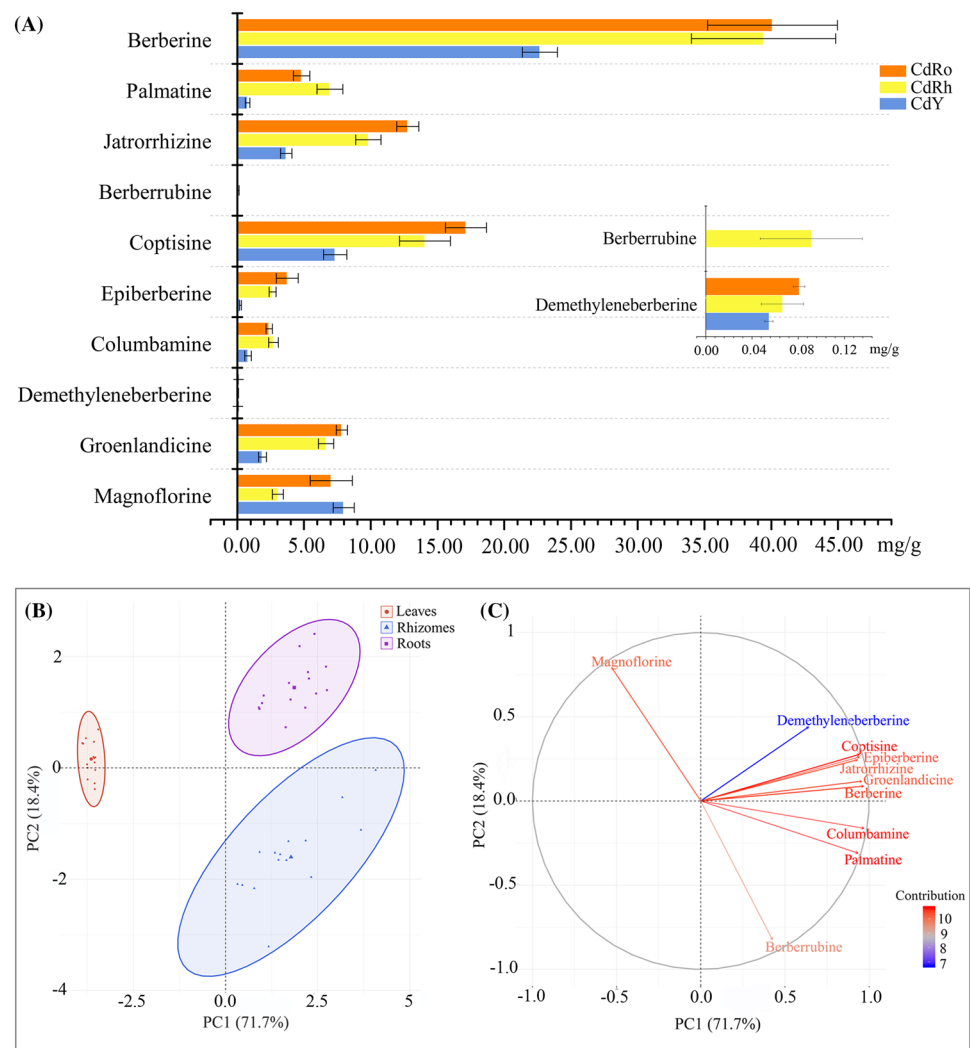 (A)
Berberine
Palmatine
Jatrorrhizine
Berberrubine
Coptisine
Epiberberine
Columbamine
Demethyleneberberine
Groenlandicine
Magnoflorine
0.00 5.00 10.00 15.00 20.00 25.00 30.00 35.00 40.00 45.00 mg/g
CdRo
CdRh
CdY
Berberrubine
Demethyleneberberine
0.00 0.04 0.08 0.12 mg/g
(B)
Leaves
Rhizomes
Roots
PC2 (18.4%)
2
0
-2
-4
-2.5 0.0 2.5 5
PC1 (71.7%)
(C)
PC2 (18.4%)
1
0.5
0.0
-0.5
-1.0
Magnoflorine
Demethyleneberberine
Coptisine
Epiberberine
Jatrorrhizine
Groenlandicine
Berberine
Columbamine
Palmatine
Berberrubine
Contribution
10
9
8
7
-1.0 -0.5 0.0 0.5 1.0
PC1 (71.7%)